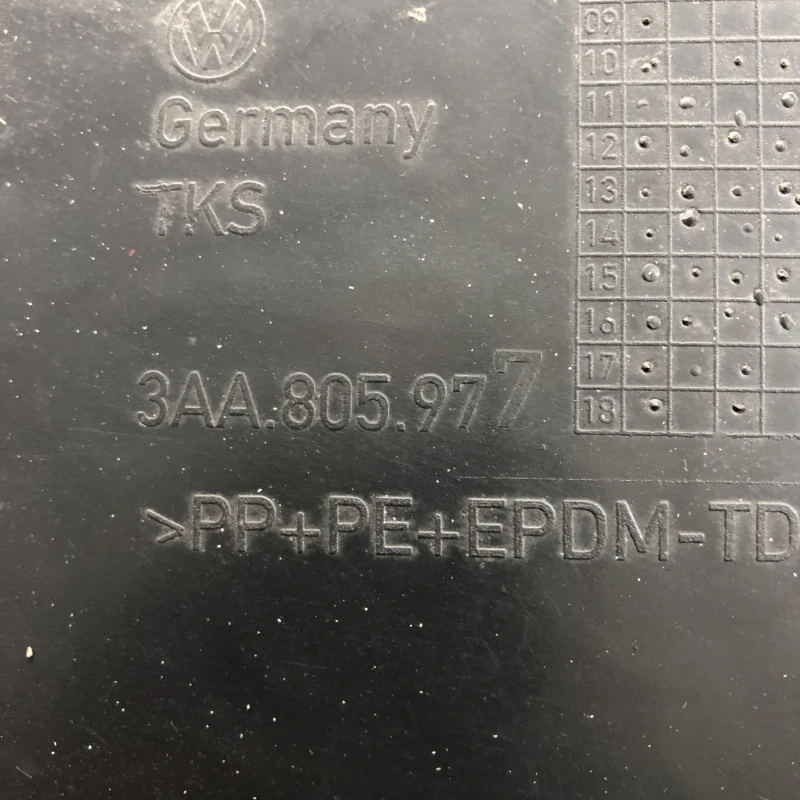 Germany
TKS
3AA.805.977
>PP+PE+EPDM-TD
09
10
11
12
13
14
15
16
17
18